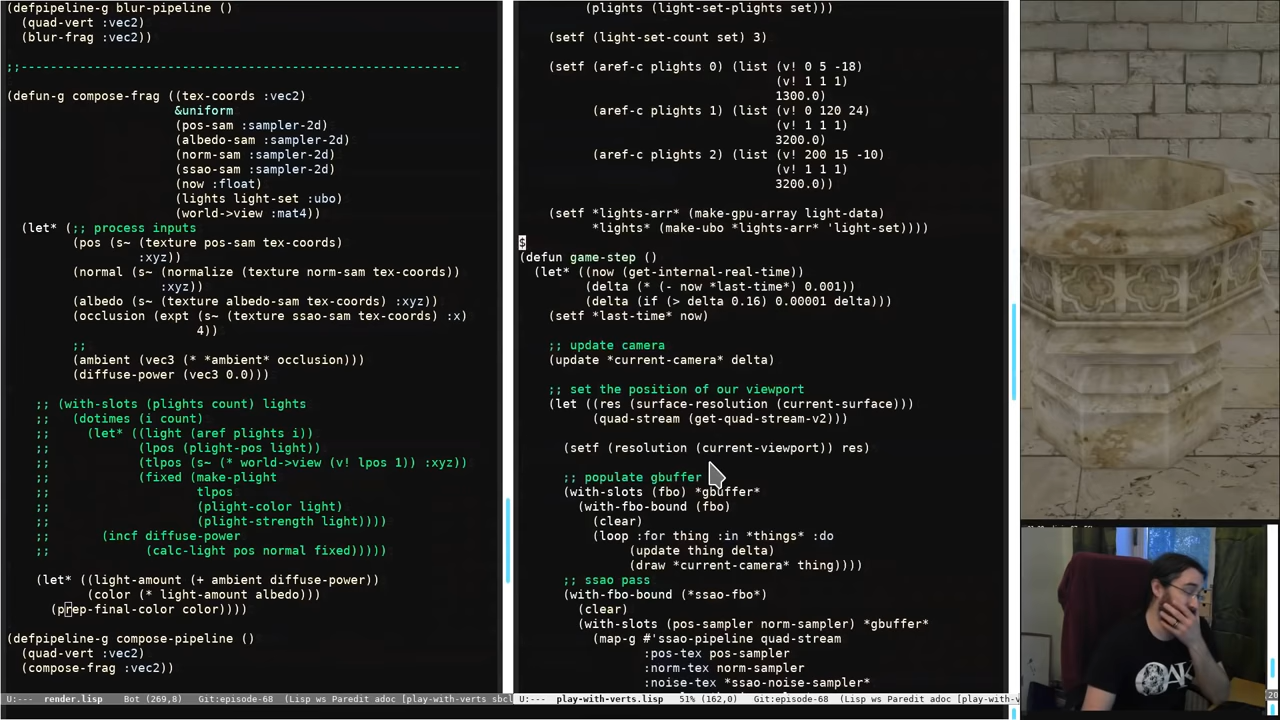 (defpipeline-g blur-pipeline ()
(quad-vert :vec2)
(blur-frag :vec2))
;;------------------------------------------------------------
(defun-g compose-frag ((tex-coords :vec2)
&uniform
(pos-sam :sampler-2d)
(albedo-sam :sampler-2d)
(norm-sam :sampler-2d)
(ssao-sam :sampler-2d)
(now :float)
(lights light-set :ubo)
(world->view :mat4))
(let* (;; process inputs
(pos (s~ (texture pos-sam tex-coords)
:xyz))
(normal (s~ (normalize (texture norm-sam tex-coords))
:xyz))
(albedo (s~ (texture albedo-sam tex-coords) :xyz))
(occlusion (expt (s~ (texture ssao-sam tex-coords) :x)
4))
;;
(ambient (vec3 (* *ambient* occlusion)))
(diffuse-power (vec3 0.0)))
;; (with-slots (plights count) lights
;;   (dotimes (i count)
;;     (let* ((light (aref plights i))
;;            (lpos (plight-pos light))
;;            (tlpos (s~ (* world->view (v! lpos 1)) :xyz))
;;            (fixed (make-plight
;;                    tlpos
;;                    (plight-color light)
;;                    (plight-strength light))))
;;       (incf diffuse-power
;;             (calc-light pos normal fixed)))))
(let* ((light-amount (+ ambient diffuse-power))
(color (* light-amount albedo)))
(prep-final-color color))))
(defpipeline-g compose-pipeline ()
(quad-vert :vec2)
(compose-frag :vec2))
U:--- render.lisp Bot (269,8) Git:episode-68 (Lisp ws Paredit adoc [play-with-verts sbcl
(plights (light-set-plights set)))
(setf (light-set-count set) 3)
(setf (aref-c plights 0) (list (v! 0 5 -18)
(v! 1 1 1)
1300.0)
(aref-c plights 1) (list (v! 0 120 24)
(v! 1 1 1)
3200.0)
(aref-c plights 2) (list (v! 200 15 -10)
(v! 1 1 1)
3200.0))
(setf *lights-arr* (make-gpu-array light-data)
*lights* (make-ubo *lights-arr* 'light-set))))
$
(defun game-step ()
(let* ((now (get-internal-real-time))
(delta (* (- now *last-time*) 0.001))
(delta (if (> delta 0.16) 0.00001 delta)))
(setf *last-time* now)
;; update camera
(update *current-camera* delta)
;; set the position of our viewport
(let ((res (surface-resolution (current-surface)))
(quad-stream (get-quad-stream-v2)))
(setf (resolution (current-viewport)) res)
;; populate gbuffer
(with-slots (fbo) *gbuffer*
(with-fbo-bound (fbo)
(clear)
(loop :for thing :in *things* :do
(update thing delta)
(draw *current-camera* thing))))
;; ssao pass
(with-fbo-bound (*ssao-fbo*)
(clear)
(with-slots (pos-sampler norm-sampler) *gbuffer*
(map-g #'ssao-pipeline quad-stream
:pos-tex pos-sampler
:norm-tex norm-sampler
:noise-tex *ssao-noise-sampler*
U:--- play-with-verts.lisp 51% (162,0) Git:episode-68 (Lisp ws Paredit adoc [play-with-v
OAK
20